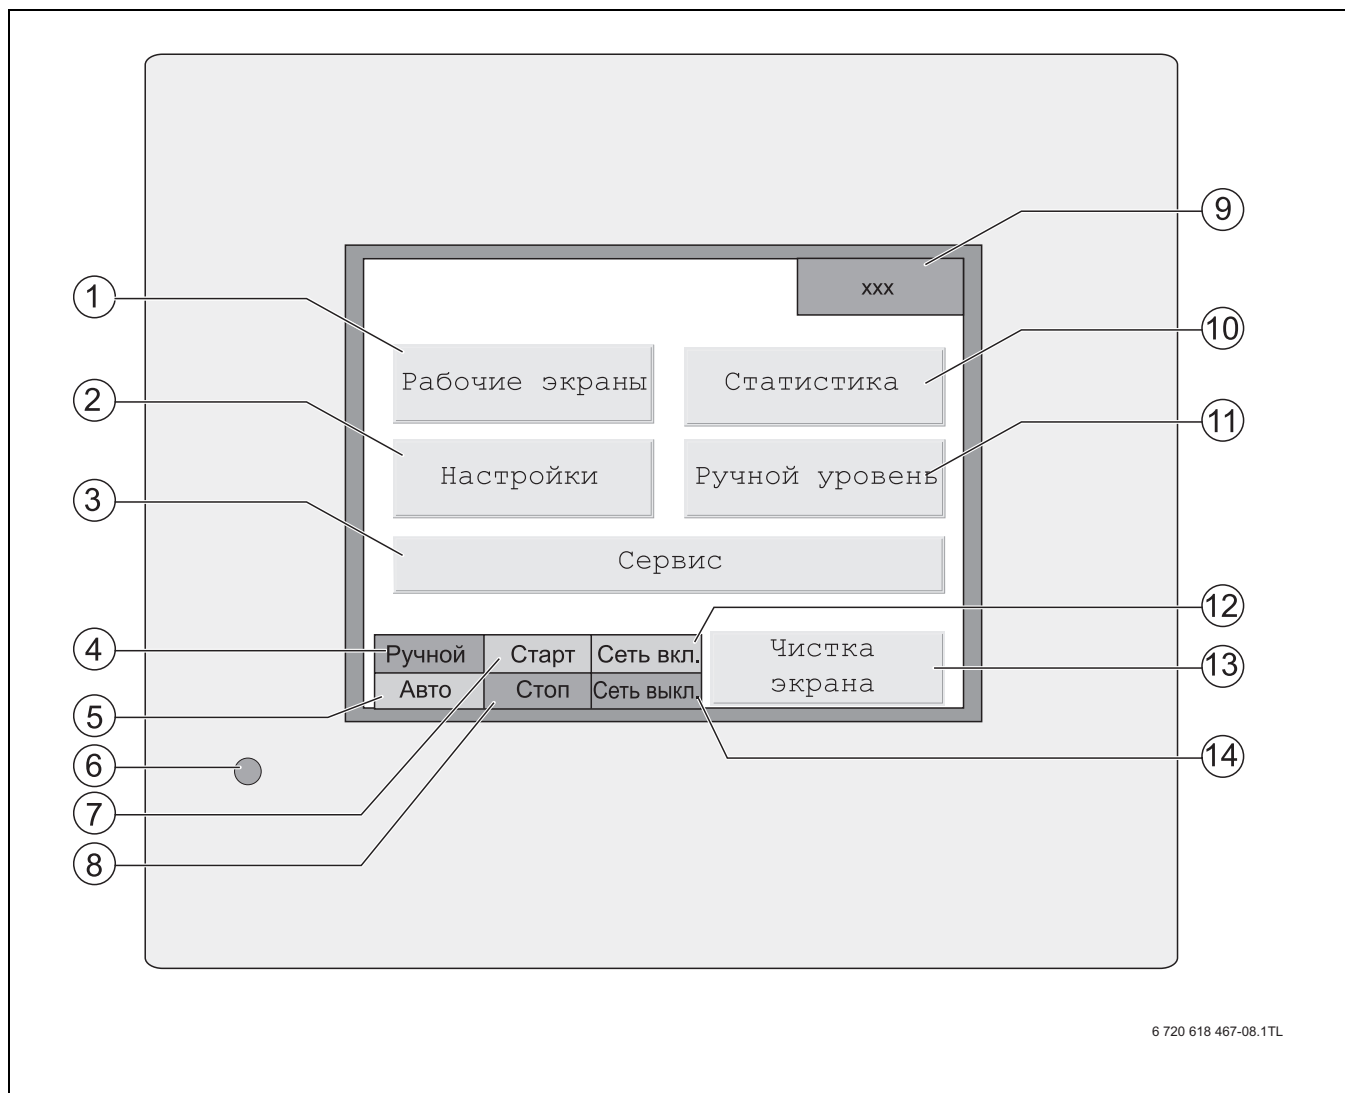 9
xxx
1
10
Рабочие экраны
Статистика
2
11
Настройки
Ручной уровень
3
Сервис
12
4
Ручной
Старт
Сеть вкл.
Чистка
экрана
13
5
Авто
Стоп
Сеть выкл.
6
14
7
8
6 720 618 467-08.1TL